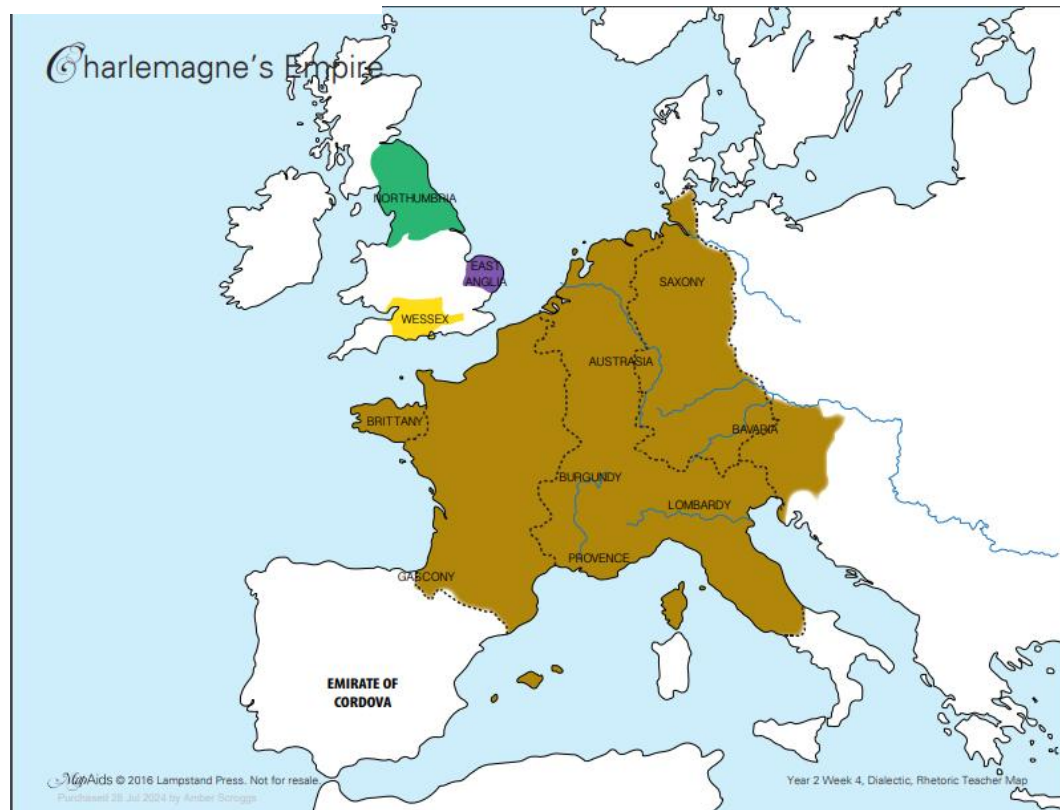 Charlemagne's Empire
NORTHUMBRIA
EAST
ANGLIA
WESSEX
SAXONY
AUSTRASIA
BRITTANY
BAVARIA
BURGUNDY
LOMBARDY
PROVENCE
GASCONY
EMIRATE OF
CORDOVA
MapAids © 2016 Lampstand Press. Not for resale.
Year 2 Week 4, Dialectic, Rhetoric Teacher Map
Purchased 28 Jul 2024 by Amber Scroggs